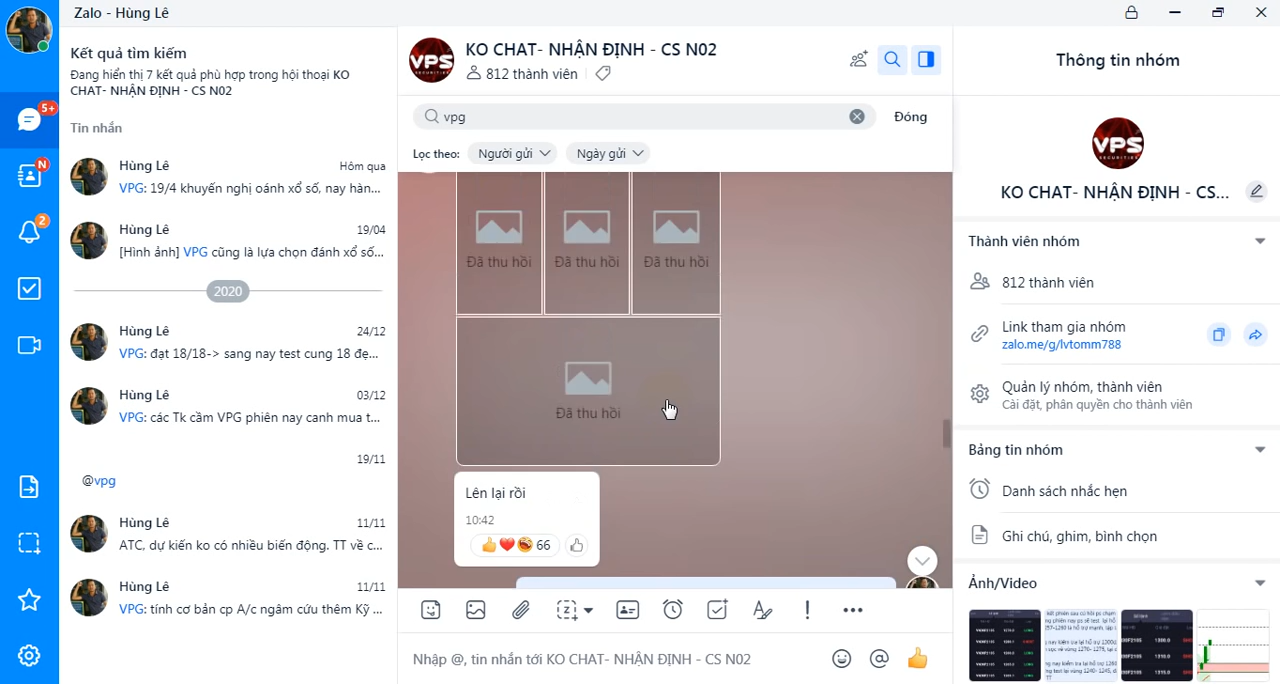 Zalo - Hùng Lê
Kết quả tìm kiếm
Đang hiển thị 7 kết quả phù hợp trong hội thoại KO
CHAT- NHẬN ĐỊNH - CS N02
Tin nhắn
Hùng Lê
Hôm qua
VPG: 19/4 khuyến nghị oánh xổ số, nay hàn...
Hùng Lê
19/04
[Hình ảnh] VPG cũng là lựa chọn đánh xổ số...
2020
Hùng Lê
24/12
VPG: đạt 18/18-> sang nay test cung 18 đẹ...
Hùng Lê
03/12
VPG: các Tk cầm VPG phiên nay canh mua t...
19/11
@vpg
Hùng Lê
11/11
ATC, dự kiến ko có nhiều biến động. TT về c...
Hùng Lê
11/11
VPG: tính cơ bản cp A/c ngâm cứu thêm Kỹ ...
5+
N
2
VPS
SECURITIES
KO CHAT- NHẬN ĐỊNH - CS N02
812 thành viên
vpg
Đóng
Lọc theo:
Người gửi
Ngày gửi
Đã thu hồi
Đã thu hồi
Đã thu hồi
Đã thu hồi
Lên lại rồi
10:42
66
Nhập @, tin nhắn tới KO CHAT- NHẬN ĐỊNH - CS N02
Thông tin nhóm
VPS
SECURITIES
KO CHAT- NHẬN ĐỊNH - CS...
Thành viên nhóm
812 thành viên
Link tham gia nhóm
zalo.me/g/lvtomm788
Quản lý nhóm, thành viên
Cài đặt, phân quyền cho thành viên
Bảng tin nhóm
Danh sách nhắc hẹn
Ghi chú, ghim, bình chọn
Ảnh/Video